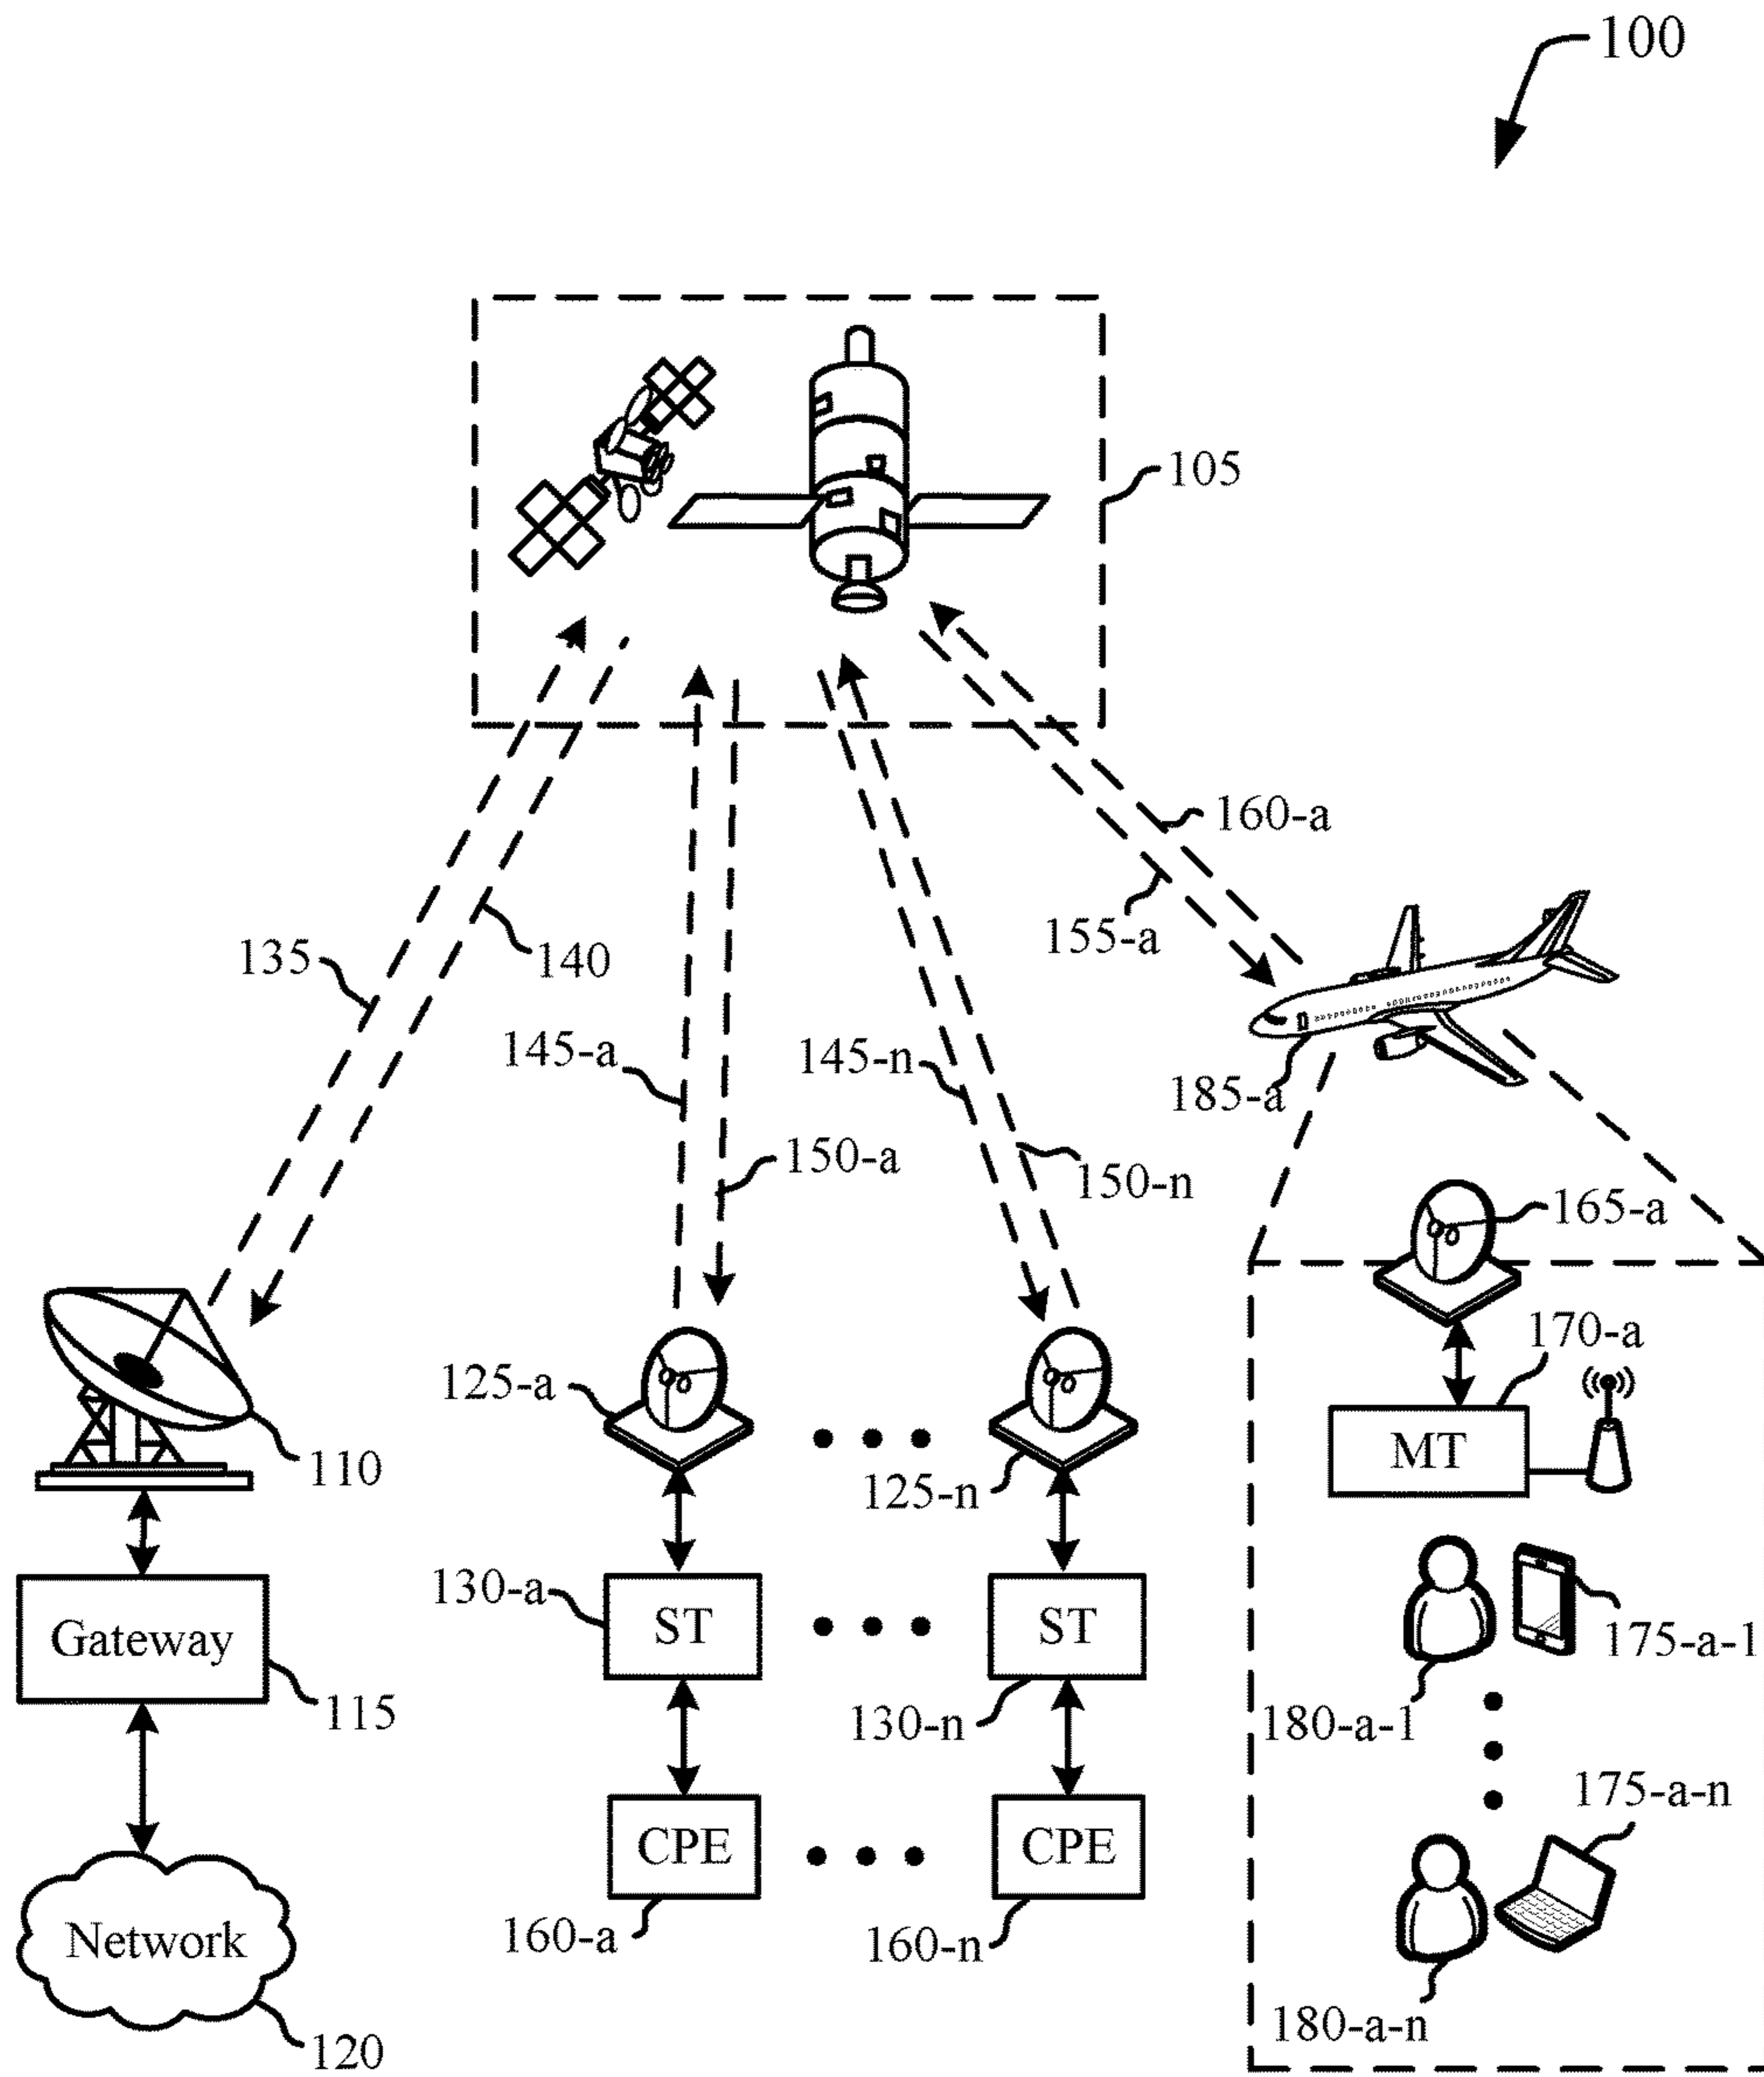 100
105
160-a
155-a
135
140
145-a
145-n
185-a
150-a
150-n
165-a
170-a
125-a
125-n
110
MT
130-a
ST
ST
Gateway
115
130-n
175-a-1
180-a-1
175-a-n
CPE
CPE
160-a
160-n
Network
120
180-a-n